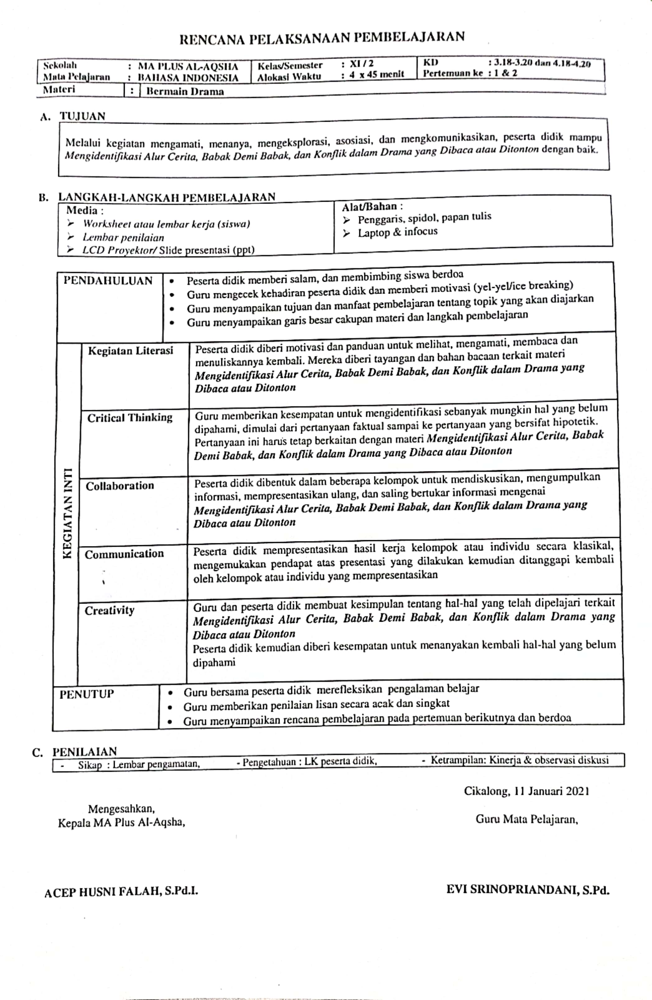 RENCANA PELAKSANAAN PEMBELAJARAN
Sekolah : MA PLUS AL-AQSHA Kelas/Semester : XI / 2 KD : 3.18-3.20 dan 4.18-4.20
Mata Pelajaran : BAHASA INDONESIA Alokasi Waktu : 4 x 45 menit Pertemuan ke : 1 & 2
Materi : Bermain Drama
A. TUJUAN
Melalui kegiatan mengamati, menanya, mengeksplorasi, asosiasi, dan mengkomunikasikan, peserta didik mampu
Mengidentifikasi Alur Cerita, Babak Demi Babak, dan Konflik dalam Drama yang Dibaca atau Ditonton dengan baik.
B. LANGKAH-LANGKAH PEMBELAJARAN
Media :
➢ Worksheet atau lembar kerja (siswa)
➢ Lembar penilaian
➢ LCD Proyektor/ Slide presentasi (ppt)
Alat/Bahan :
➢ Penggaris, spidol, papan tulis
➢ Laptop & infocus
PENDAHULUAN
• Peserta didik memberi salam, dan membimbing siswa berdoa
• Guru mengecek kehadiran peserta didik dan memberi motivasi (yel-yel/ice breaking)
• Guru menyampaikan tujuan dan manfaat pembelajaran tentang topik yang akan diajarkan
• Guru menyampaikan garis besar cakupan materi dan langkah pembelajaran
KEGIATAN INTI
Kegiatan Literasi
Peserta didik diberi motivasi dan panduan untuk melihat, mengamati, membaca dan
menuliskannya kembali. Mereka diberi tayangan dan bahan bacaan terkait materi
Mengidentifikasi Alur Cerita, Babak Demi Babak, dan Konflik dalam Drama yang
Dibaca atau Ditonton
Critical Thinking
Guru memberikan kesempatan untuk mengidentifikasi sebanyak mungkin hal yang belum
dipahami, dimulai dari pertanyaan faktual sampai ke pertanyaan yang bersifat hipotetik.
Pertanyaan ini harus tetap berkaitan dengan materi Mengidentifikasi Alur Cerita, Babak
Demi Babak, dan Konflik dalam Drama yang Dibaca atau Ditonton
Collaboration
Peserta didik dibentuk dalam beberapa kelompok untuk mendiskusikan, mengumpulkan
informasi, mempresentasikan ulang, dan saling bertukar informasi mengenai
Mengidentifikasi Alur Cerita, Babak Demi Babak, dan Konflik dalam Drama yang
Dibaca atau Ditonton
Communication
Peserta didik mempresentasikan hasil kerja kelompok atau individu secara klasikal,
mengemukakan pendapat atas presentasi yang dilakukan kemudian ditanggapi kembali
oleh kelompok atau individu yang mempresentasikan
Creativity
Guru dan peserta didik membuat kesimpulan tentang hal-hal yang telah dipelajari terkait
Mengidentifikasi Alur Cerita, Babak Demi Babak, dan Konflik dalam Drama yang
Dibaca atau Ditonton
Peserta didik kemudian diberi kesempatan untuk menanyakan kembali hal-hal yang belum
dipahami
PENUTUP
• Guru bersama peserta didik merefleksikan pengalaman belajar
• Guru memberikan penilaian lisan secara acak dan singkat
• Guru menyampaikan rencana pembelajaran pada pertemuan berikutnya dan berdoa
C. PENILAIAN
- Sikap : Lembar pengamatan, - Pengetahuan : LK peserta didik, - Ketrampilan: Kinerja & observasi diskusi
Cikalong, 11 Januari 2021
Mengesahkan,
Kepala MA Plus Al-Aqsha,
Guru Mata Pelajaran,
ACEP HUSNI FALAH, S.Pd.I.
EVI SRINOPRIANDANI, S.Pd.